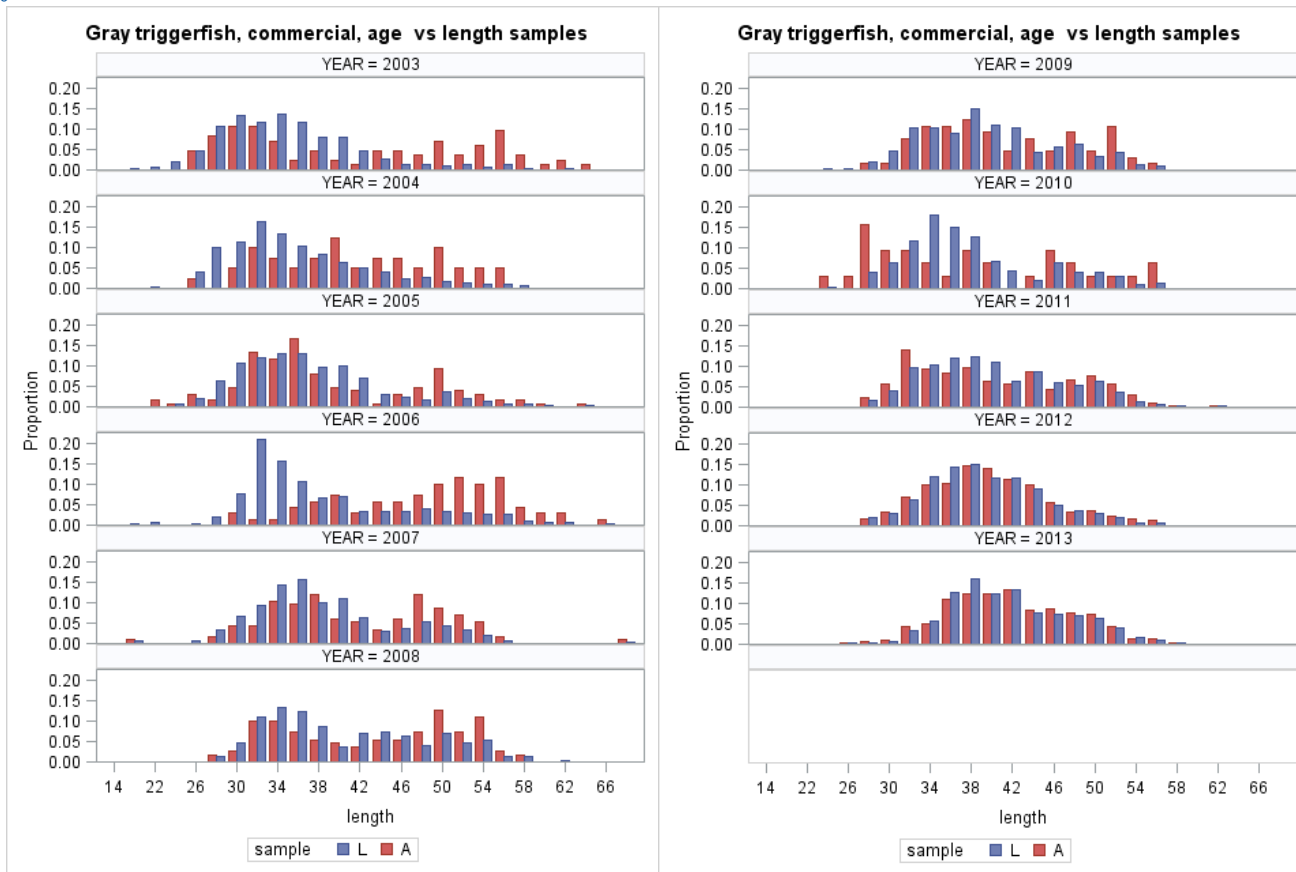 Gray triggerfish, commercial, age vs length samples
YEAR = 2003
0.20
0.15
0.10
0.05
0.00
YEAR = 2004
0.20
0.15
0.10
0.05
0.00
YEAR = 2005
0.20
0.15
0.10
0.05
0.00
YEAR = 2006
0.20
0.15
0.10
0.05
0.00
YEAR = 2007
0.20
0.15
0.10
0.05
0.00
YEAR = 2008
0.20
0.15
0.10
0.05
0.00
Proportion
14 22 26 30 34 38 42 46 50 54 58 62 66
length
sample L A
Gray triggerfish, commercial, age vs length samples
YEAR = 2009
0.20
0.15
0.10
0.05
0.00
YEAR = 2010
0.20
0.15
0.10
0.05
0.00
YEAR = 2011
0.20
0.15
0.10
0.05
0.00
YEAR = 2012
0.20
0.15
0.10
0.05
0.00
YEAR = 2013
0.20
0.15
0.10
0.05
0.00
Proportion
14 22 26 30 34 38 42 46 50 54 58 62 66
length
sample L A